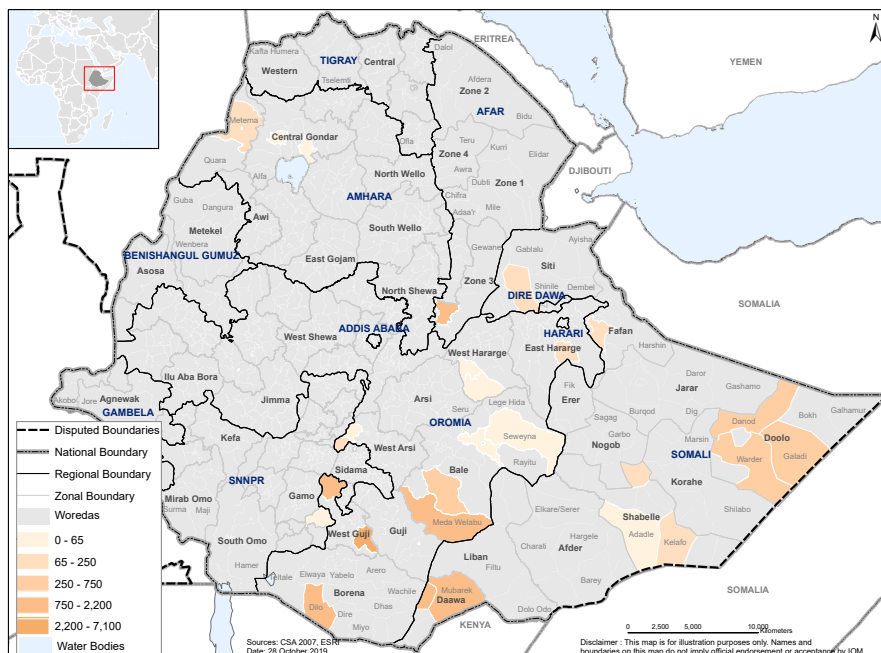 N
ERITREA
YEMEN
DJIBOUTI
SOMALIA
SOMALIA
KENYA
Kafta Humera
TIGRAY
Central
Western
Tselemti
Dalol
Afdera
Zone 2
AFAR
Bidu
Metema
Central Gondar
Ofla
Teru
Kurri
Elidar
Zone 4
Quara
Alfa
North Wello
Awra
Dubti
Zone 1
Chifra
Guba
Dangura
AMHARA
Adaa'r
Mile
Metekel
Awi
South Wello
Wenbera
BENISHANGUL GUMUZ
East Gojam
Gewane
Ayisha
Gablalu
Asosa
Siti
Zone 3
North Shewa
Shinile
Dembel
DIRE DAWA
ADDIS ABABA
West Shewa
HARARI
Fafan
West Hararge
East Hararge
Harshin
Ilu Aba Bora
Daror
Jarar
Gashamo
Agnewak
Akobo
Jore
Jimma
Arsi
Fik
Erer
Lege Hida
GAMBELA
Seru
OROMIA
Burqod
Dig
Bokh
Galhamur
Sagag
Danod
Kefa
Seweyna
Garbo
Marsin
Doolo
Nogob
West Arsi
SOMALI
Warder
Galadi
Rayitu
Sidama
Bale
Korahe
SNNPR
Gamo
Mirab Omo
Surma
Maji
Elkare/Serer
Shabelle
Shilabo
Meda Welabu
West Guji
Guji
Hargele
Adadle
South Omo
Charati
Afder
Kelafo
Liban
Filtu
Hamer
Teltale
Elwaya
Yabelo
Arero
Barey
Borena
Wachile
Mubarek
Dilo
Dhas
Daawa
Dire
Dolo Odo
Miyo
Disputed Boundaries
National Boundary
Regional Boundary
Zonal Boundary
Woredas
0 - 65
65 - 250
250 - 750
750 - 2,200
2,200 - 7,100
Water Bodies
Sources: CSA 2007, ESRI
Date: 28 October 2019
0 2,500 5,000 10,000
Kilometers
Disclaimer : This map is for illustration purposes only. Names and
boundaries on this map do not imply official endorsement or acceptance by IOM